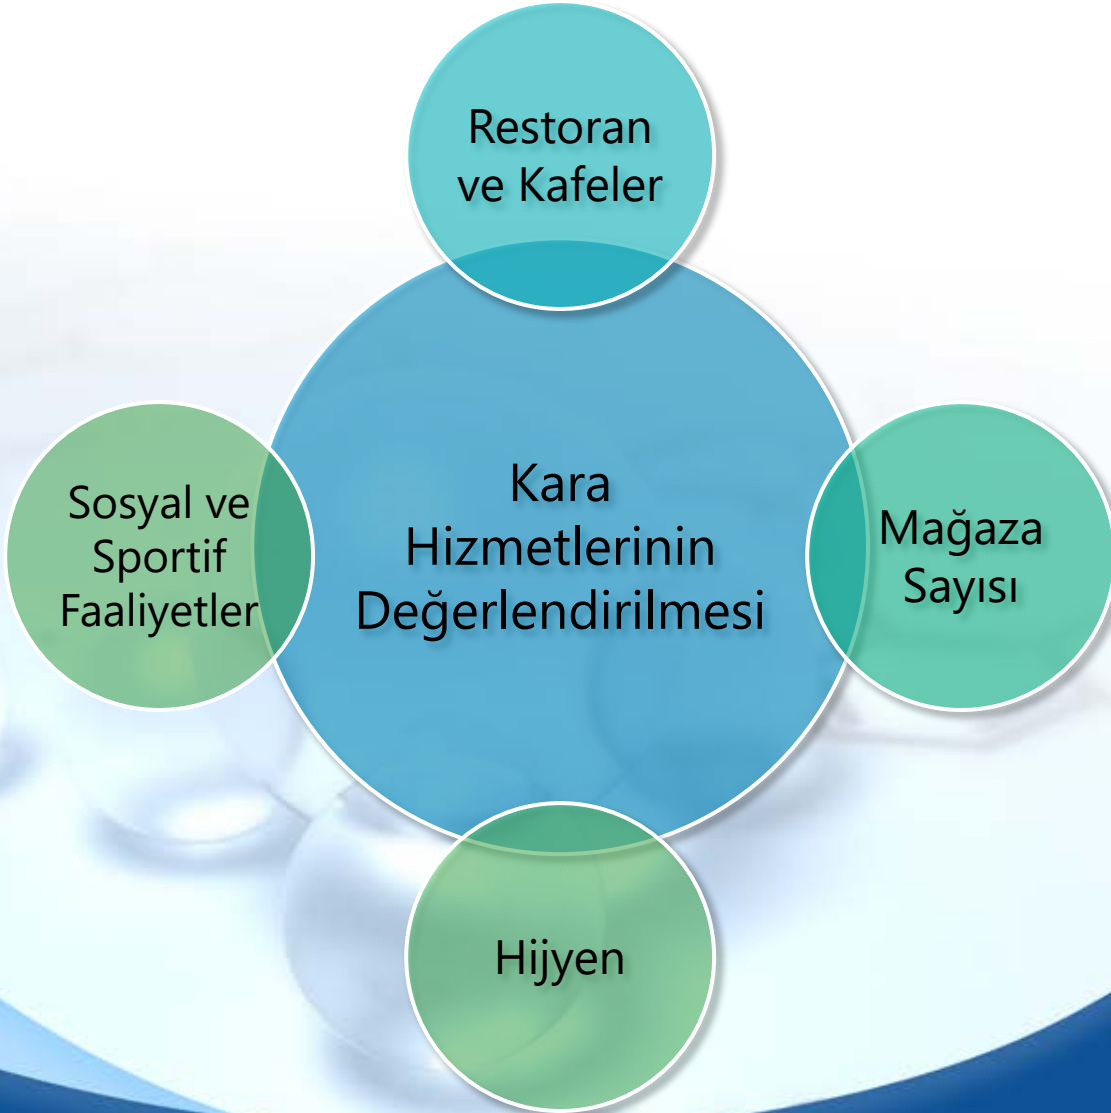 Restoran
ve Kafeler
Sosyal ve
Sportif
Faaliyetler
Kara
Hizmetlerinin
Değerlendirilmesi
Mağaza
Sayısı
Hijyen